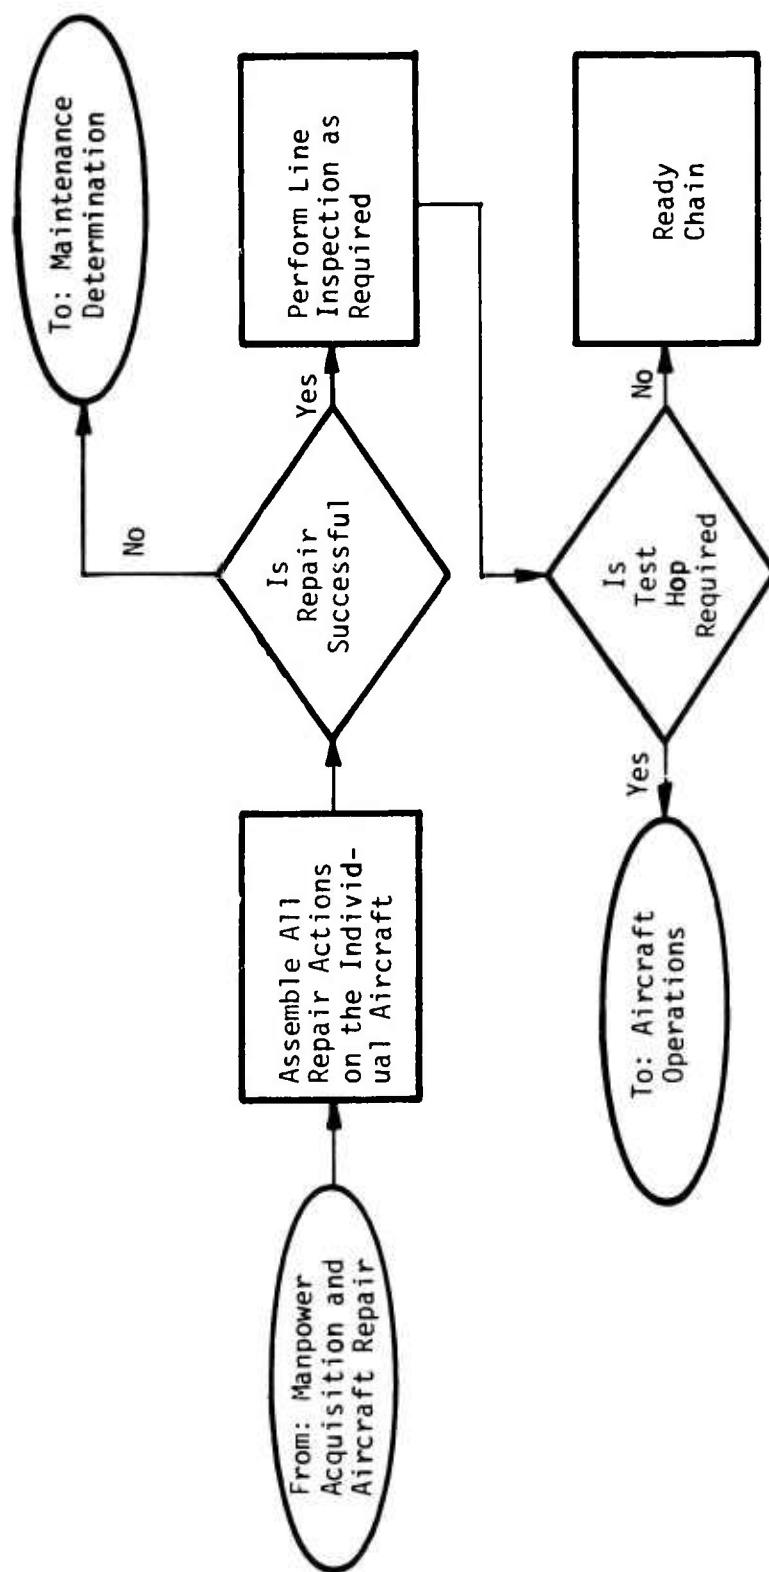 From: Manpower
Acquisition and
Aircraft Repair
Assemble All
Repair Actions
on the Individ-
ual Aircraft
Is
Repair
Successful
No
To: Maintenance
Determination
Yes
Perform Line
Inspection as
Required
Is
Test
Hop
Required
Yes
To: Aircraft
Operations
No
Ready
Chain